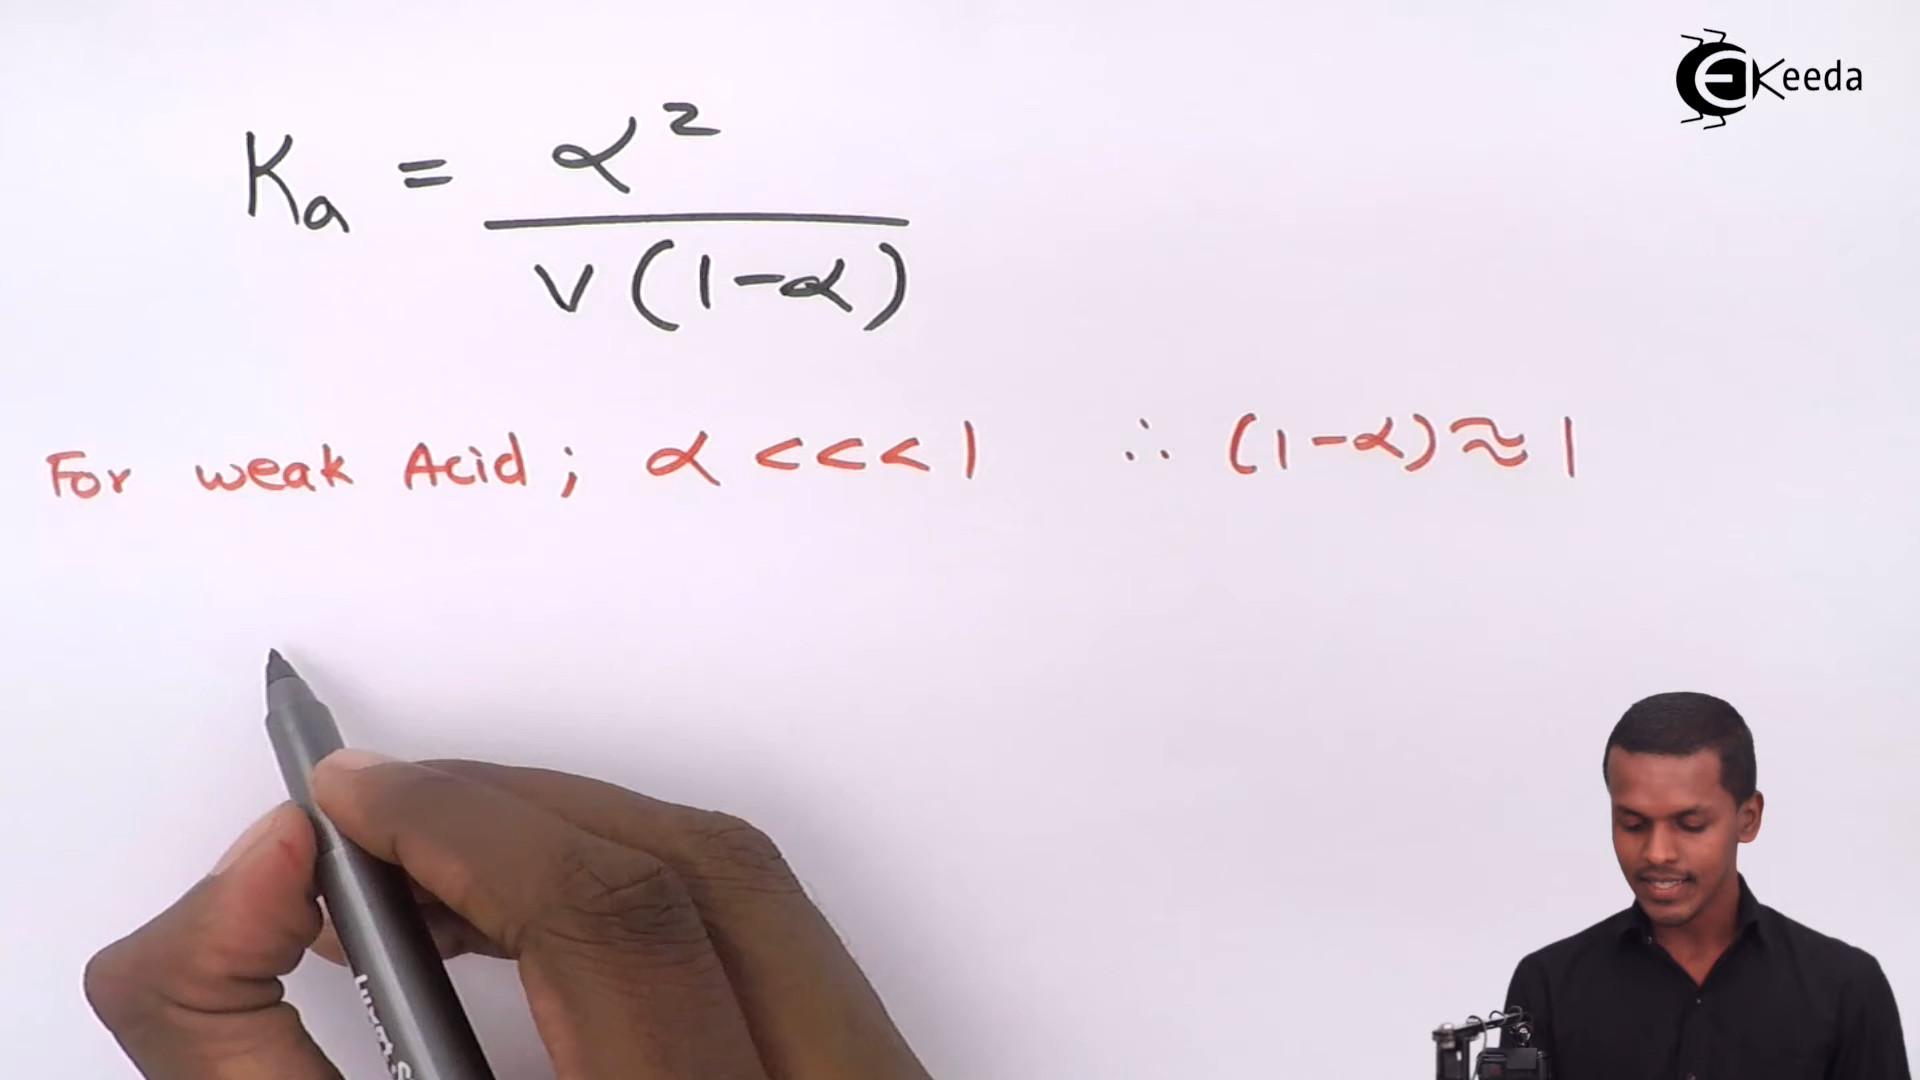 Keeda
Ka = α²
V(1-α)
For weak Acid; α <<< 1 ∴ (1-α) ≈ 1